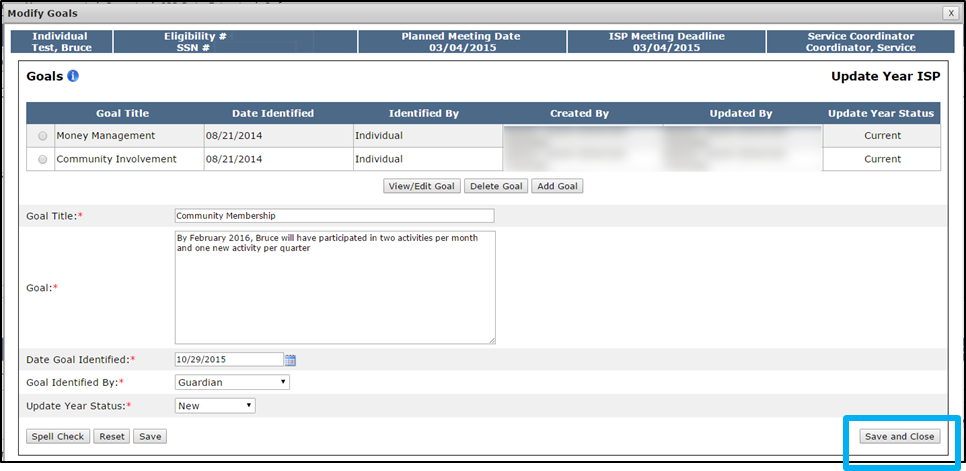 Modify Goals X
Individual Eligibility # Planned Meeting Date ISP Meeting Deadline Service Coordinator
Test, Bruce SSN # 03/04/2015 03/04/2015 Coordinator, Service
Goals i Update Year ISP
Goal Title Date Identified Identified By Created By Updated By Update Year Status
Money Management 08/21/2014 Individual Current
Community Involvement 08/21/2014 Individual Current
View/Edit Goal Delete Goal Add Goal
Goal Title:* Community Membership
By February 2016, Bruce will have participated in two activities per month
and one new activity per quarter
Goal:*
Date Goal Identified:* 10/29/2015
Goal Identified By:* Guardian
Update Year Status:* New
Spell Check Reset Save Save and Close